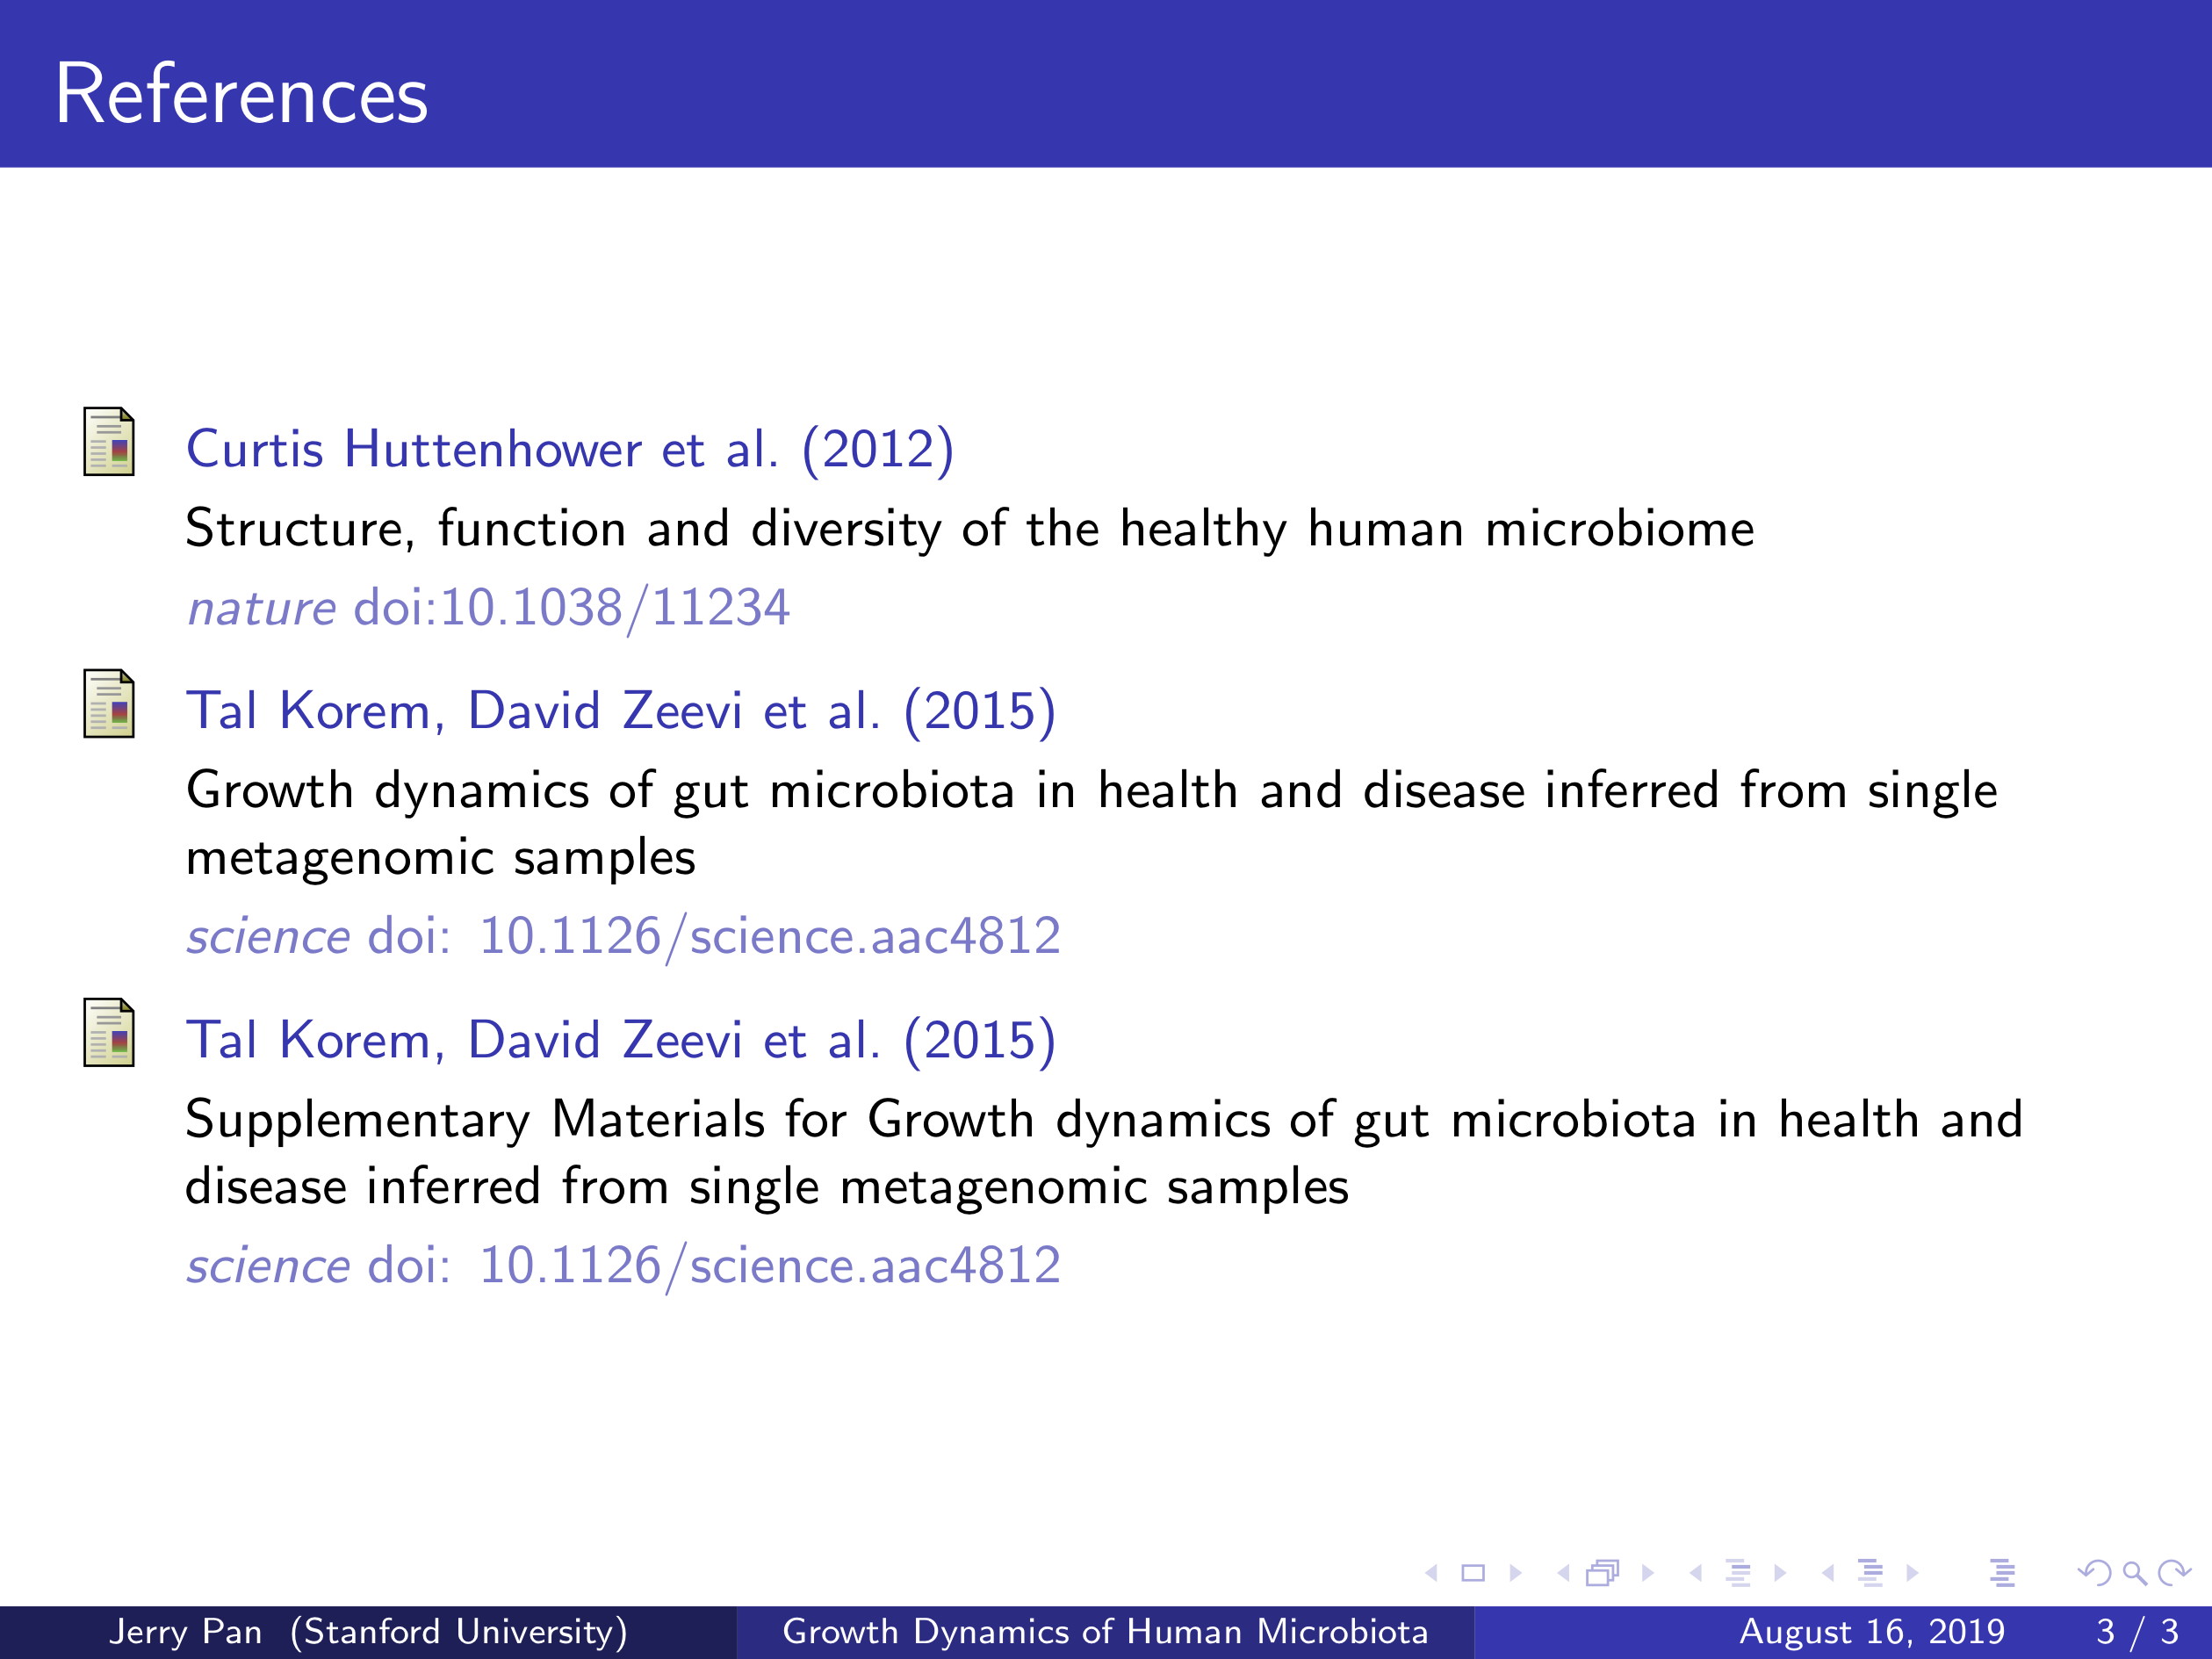 References
Curtis Huttenhower et al. (2012)
Structure, function and diversity of the healthy human microbiome
nature doi:10.1038/11234
Tal Korem, David Zeevi et al. (2015)
Growth dynamics of gut microbiota in health and disease inferred from single
metagenomic samples
science doi: 10.1126/science.aac4812
Tal Korem, David Zeevi et al. (2015)
Supplementary Materials for Growth dynamics of gut microbiota in health and
disease inferred from single metagenomic samples
science doi: 10.1126/science.aac4812
Jerry Pan (Stanford University) Growth Dynamics of Human Microbiota August 16, 2019 3 / 3